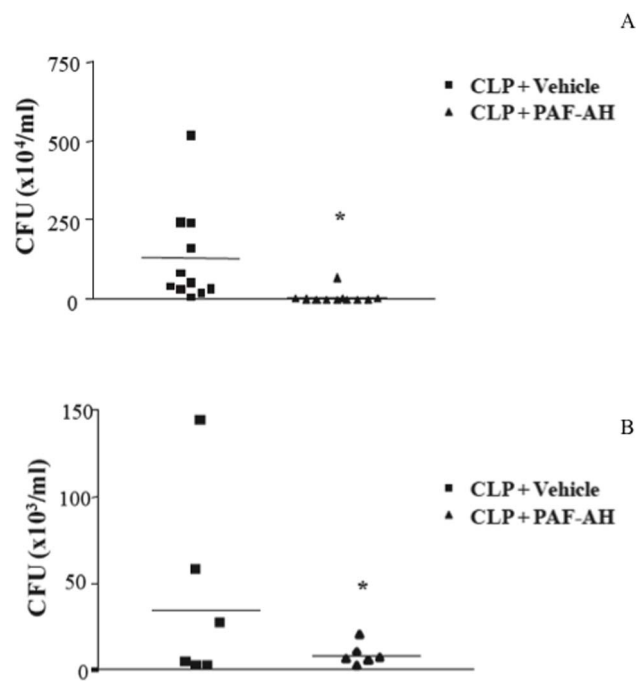 A
750
500
250
0
CFU (x10⁴/ml)
■ CLP + Vehicle
▲ CLP + PAF-AH
*
B
150
100
50
0
CFU (x10³/ml)
■ CLP + Vehicle
▲ CLP + PAF-AH
*